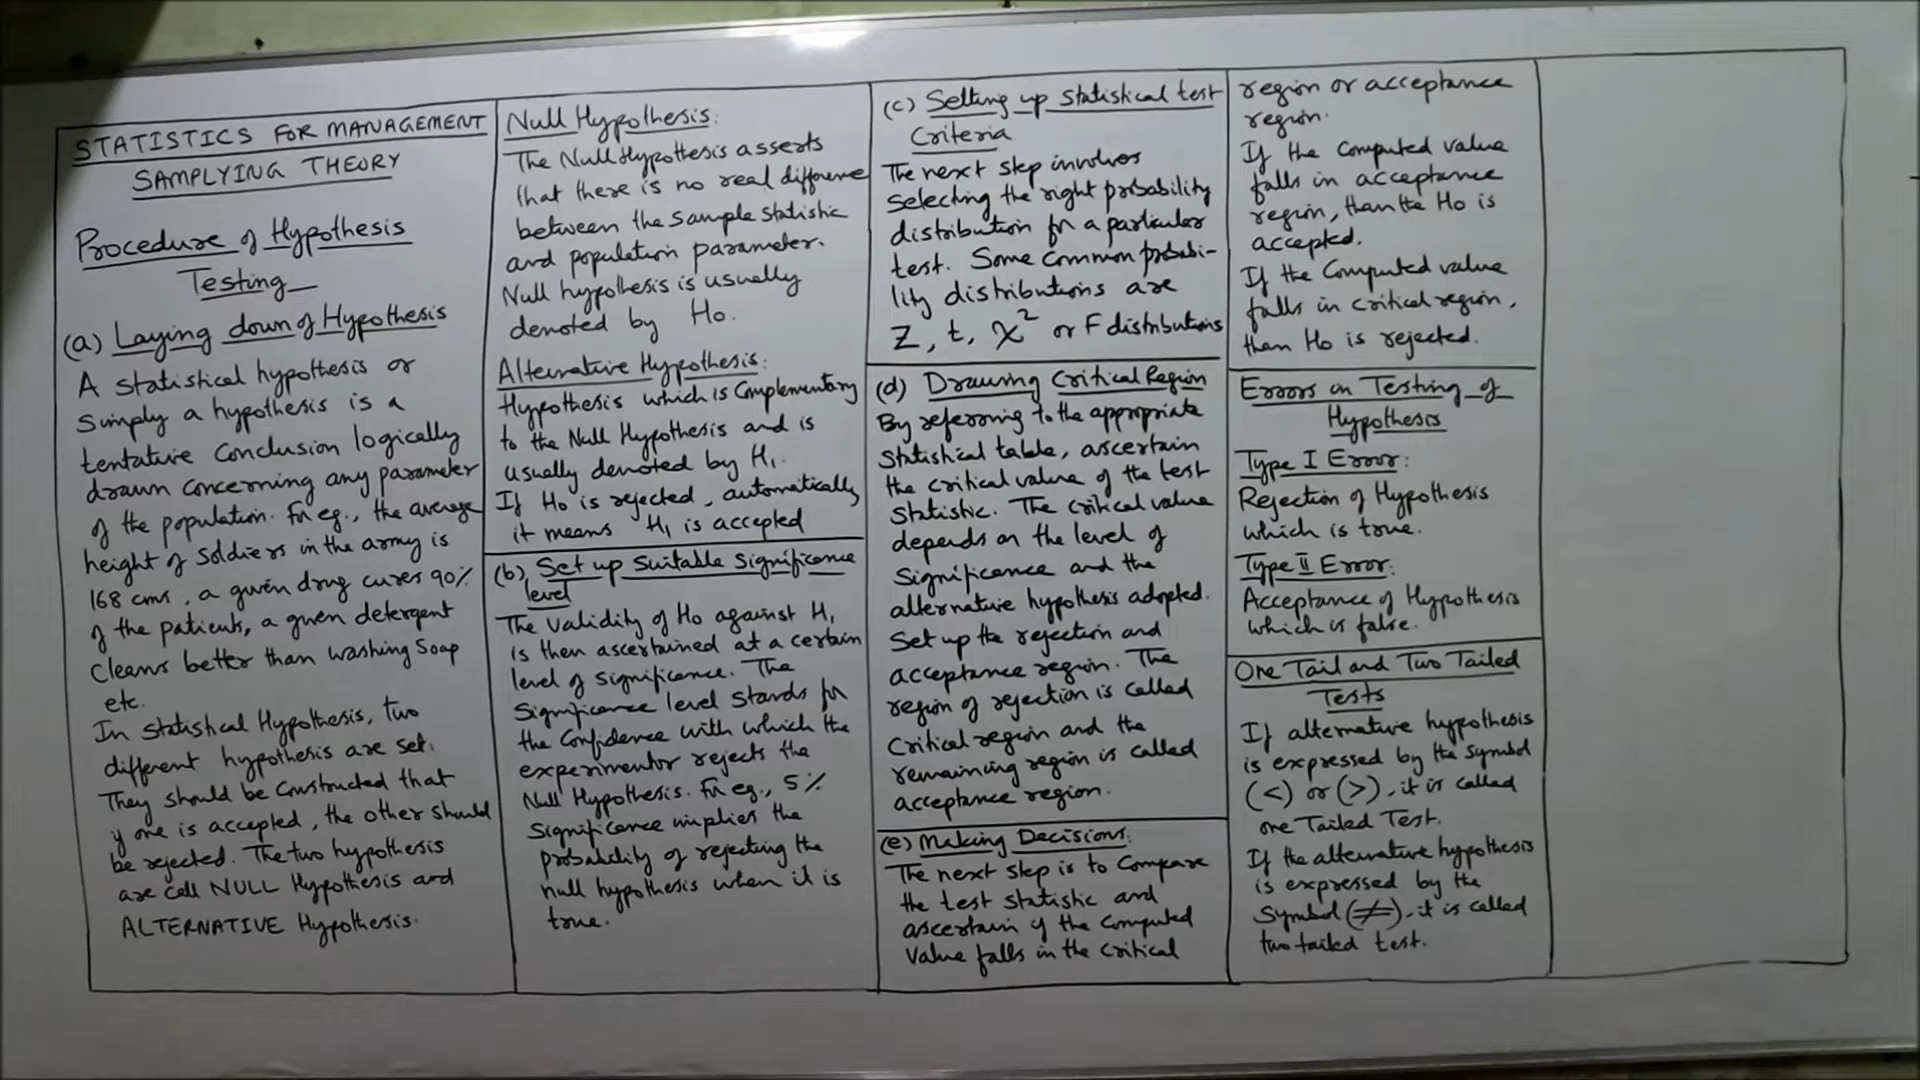 STATISTICS FOR MANAGEMENT
SAMPLYING THEORY
Procedure of Hypothesis
Testing
(a) Laying down of Hypothesis
A statistical hypothesis or
simply a hypothesis is a
tentative conclusion logically
drawn concerning any parameter
of the population. For eg., the average
height of soldiers in the army is
168 cms, a given drug cures 90%
of the patients, a given detergent
cleans better than washing soap
etc.
In statistical Hypothesis, two
different hypothesis are set.
They should be constructed that
if one is accepted, the other should
be rejected. The two hypothesis
are call NULL Hypothesis and
ALTERNATIVE Hypothesis.
Null Hypothesis:
The Null Hypothesis asserts
that there is no real difference
between the sample statistic
and population parameter.
Null hypothesis is usually
denoted by H0.
Alternative Hypothesis:
Hypothesis which is complementary
to the Null Hypothesis and is
usually denoted by H1.
If H0 is rejected, automatically
it means H1 is accepted
(b) Set up Suitable Significance
level
The validity of H0 against H1
is then ascertained at a certain
level of significance. The
significance level stands for
the confidence with which the
experimentor rejects the
Null Hypothesis. For eg., 5%
significance implies the
probability of rejecting the
null hypothesis when it is
true.
(c) Setting up statistical test
Criteria
The next step involves
selecting the right probability
distribution for a particular
test. Some common probabi-
lity distributions are
Z, t, χ² or F distributions
(d) Drawing Critical Region
By referring to the appropriate
statistical table, ascertain
the critical value of the test
statistic. The critical value
depends on the level of
significance and the
alternative hypothesis adopted.
Set up the rejection and
acceptance region. The
region of rejection is called
critical region and the
remaining region is called
acceptance region.
(e) Making Decisions:
The next step is to compare
the test statistic and
ascertain if the computed
value falls in the critical
region or acceptance
region.
If the computed value
falls in acceptance
region, than the H0 is
accepted.
If the computed value
falls in critical region,
than H0 is rejected.
Errors in Testing of
Hypothesis
Type I Error:
Rejection of Hypothesis
which is true.
Type II Error:
Acceptance of Hypothesis
which is false.
One Tail and Two Tailed
Tests
If alternative hypothesis
is expressed by the symbol
(<) or (>), it is called
one Tailed Test.
If the alternative hypothesis
is expressed by the
symbol (≠), it is called
two tailed test.